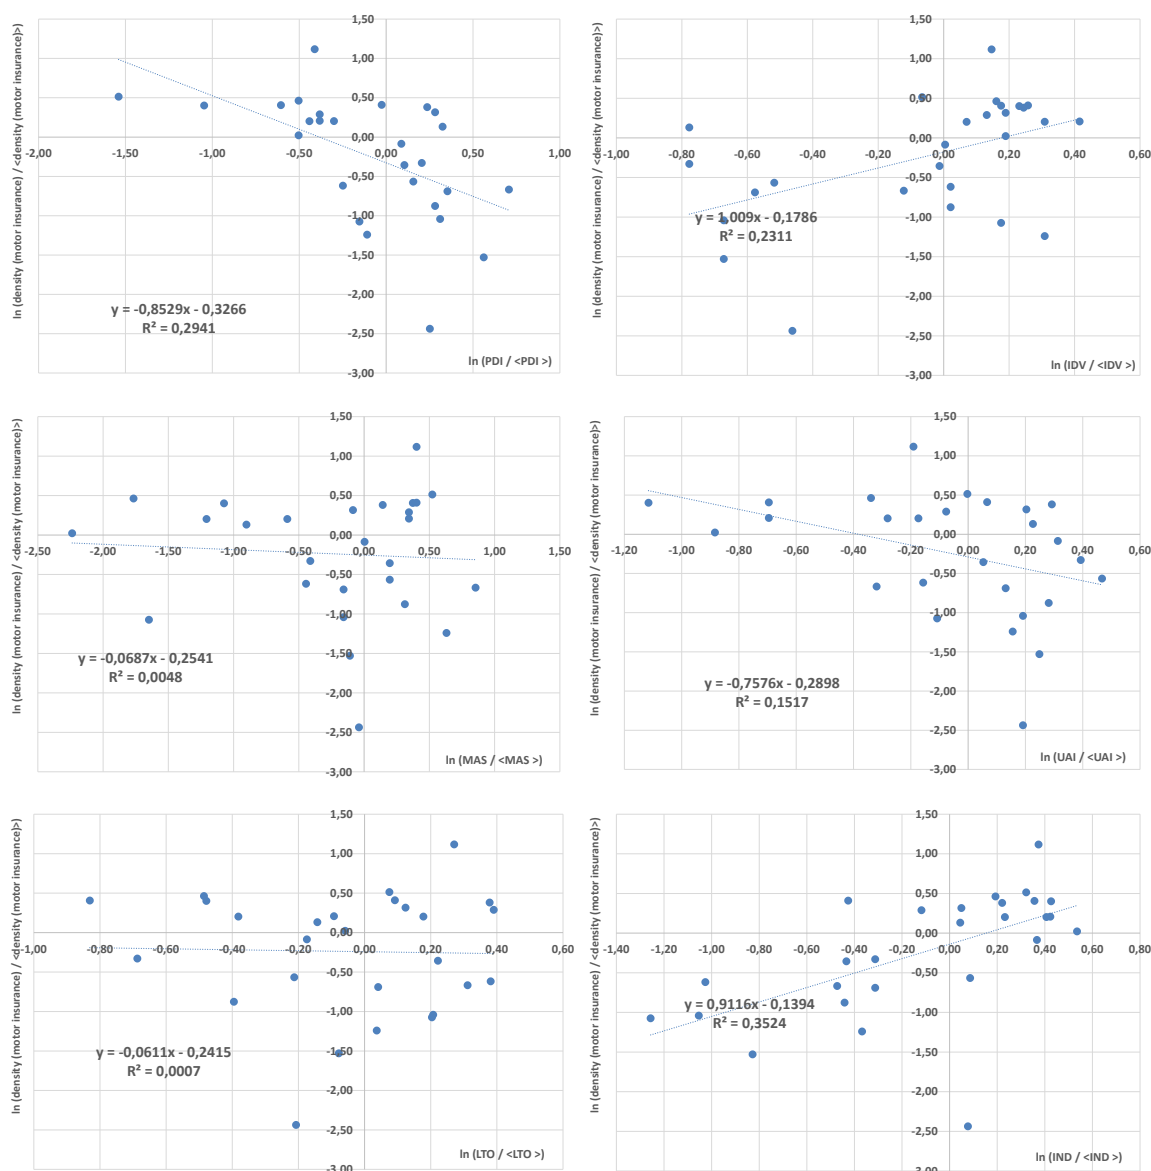 ln (density (motor insurance) / <density (motor insurance)>)
1,50
1,00
0,50
0,00
-2,00 -1,50 -1,00 -0,50 0,00 0,50 1,00
-0,50
-1,00
-1,50
-2,00
-2,50
-3,00
y = -0,8529x - 0,3266
R² = 0,2941
ln (PDI / <PDI >)
ln (density (motor insurance) / <density (motor insurance)>)
1,50
1,00
0,50
0,00
-1,00 -0,80 -0,60 -0,40 -0,20 0,00 0,20 0,40 0,60
-0,50
-1,00
-1,50
-2,00
-2,50
-3,00
y = 1,009x - 0,1786
R² = 0,2311
ln (IDV / <IDV >)
ln (density (motor insurance) / <density (motor insurance)>)
1,50
1,00
0,50
0,00
-2,50 -2,00 -1,50 -1,00 -0,50 0,00 0,50 1,00 1,50
-0,50
-1,00
-1,50
-2,00
-2,50
-3,00
y = -0,0687x - 0,2541
R² = 0,0048
ln (MAS / <MAS >)
ln (density (motor insurance) / <density (motor insurance)>)
1,50
1,00
0,50
0,00
-1,20 -1,00 -0,80 -0,60 -0,40 -0,20 0,00 0,20 0,40 0,60
-0,50
-1,00
-1,50
-2,00
-2,50
-3,00
y = -0,7576x - 0,2898
R² = 0,1517
ln (UAI / <UAI >)
ln (density (motor insurance) / <density (motor insurance)>)
1,50
1,00
0,50
0,00
-1,00 -0,80 -0,60 -0,40 -0,20 0,00 0,20 0,40 0,60
-0,50
-1,00
-1,50
-2,00
-2,50
-3,00
y = -0,0611x - 0,2415
R² = 0,0007
ln (LTO / <LTO >)
ln (density (motor insurance) / <density (motor insurance)>)
1,50
1,00
0,50
0,00
-1,40 -1,20 -1,00 -0,80 -0,60 -0,40 -0,20 0,00 0,20 0,40 0,60 0,80
-0,50
-1,00
-1,50
-2,00
-2,50
-3,00
y = 0,9116x - 0,1394
R² = 0,3524
ln (IND / <IND >)